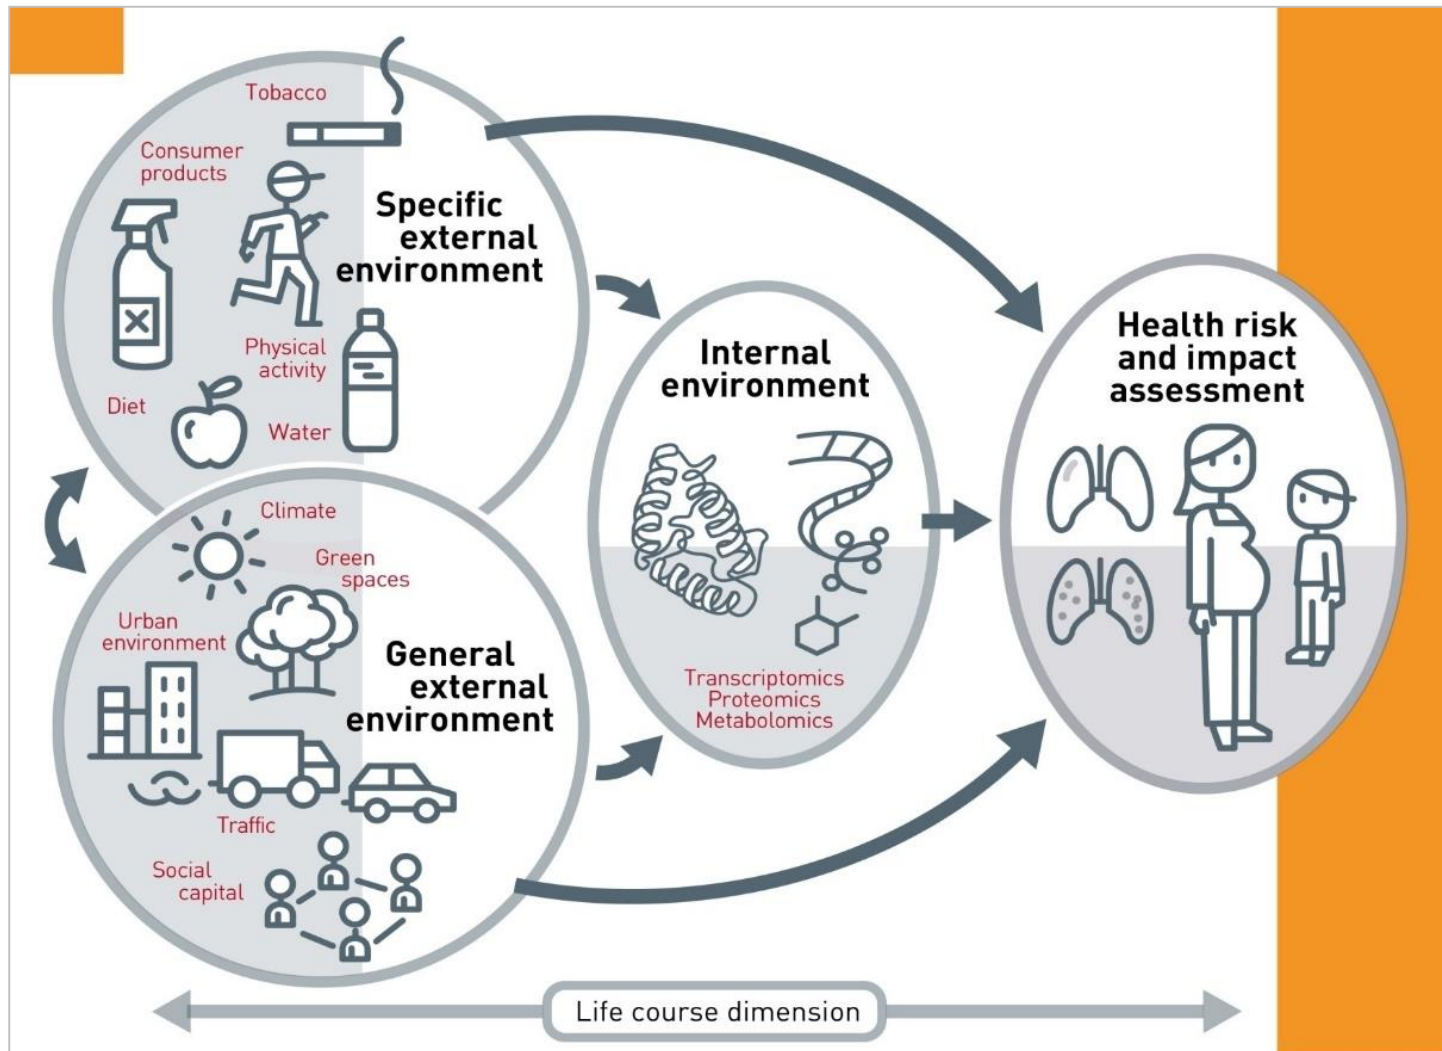 Tobacco
Consumer
products
Specific
external
environment
Physical
activity
Diet
Water
Climate
Green
spaces
Urban
environment
General
external
environment
Traffic
Social
capital
Internal
environment
Transcriptomics
Proteomics
Metabolomics
Health risk
and impact
assessment
Life course dimension